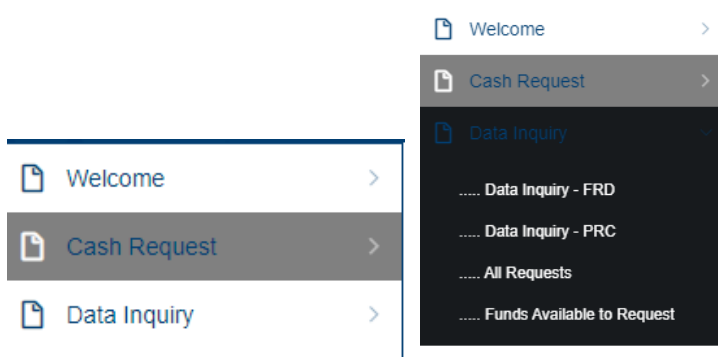 Welcome
Cash Request
Data Inquiry
Welcome
Cash Request
Data Inquiry
..... Data Inquiry - FRD
..... Data Inquiry - PRC
..... All Requests
..... Funds Available to Request